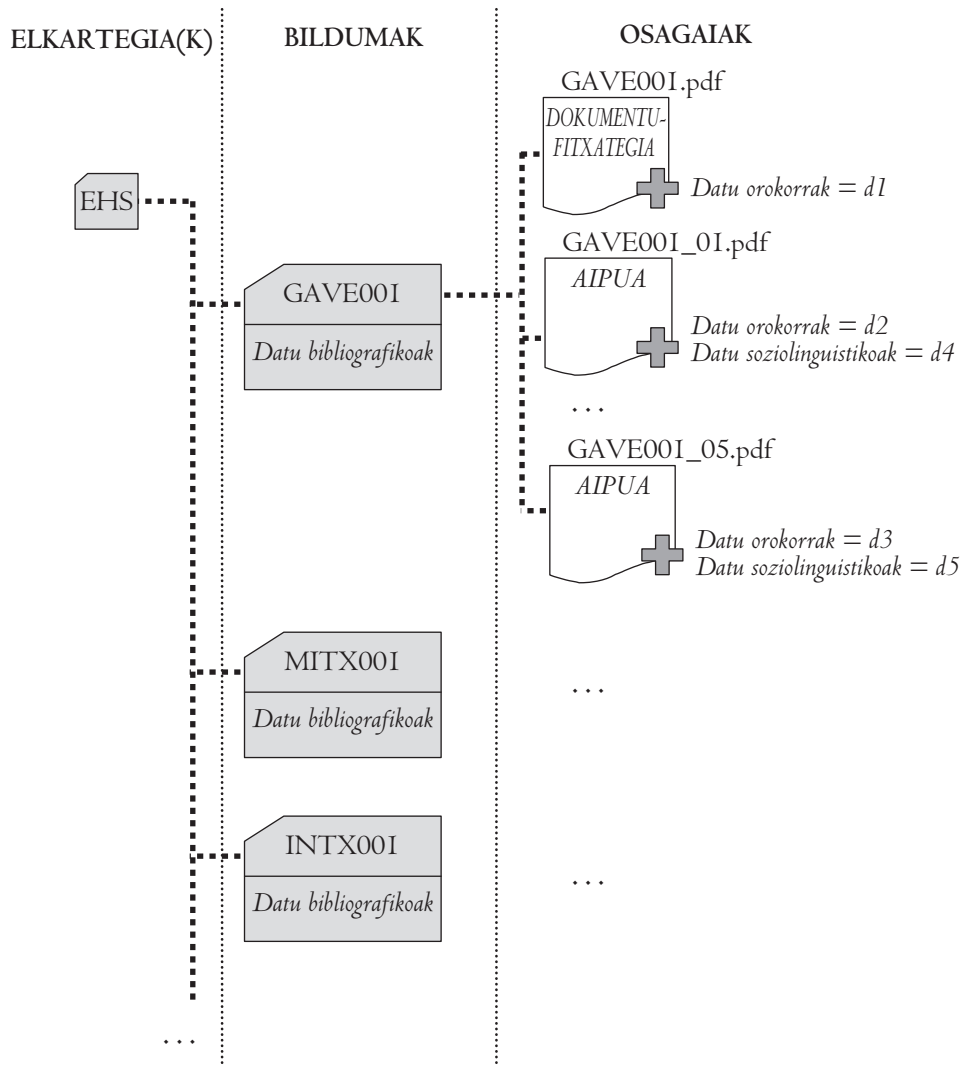 ELKARTEGIA(K)
BILDUMAK
OSAGAIAK
GAVE001.pdf
DOKUMENTU-
FITXATEGIA
Datu orokorrak = d1
EHS
GAVE001_01.pdf
AIPUA
GAVE001
Datu bibliografikoak
Datu orokorrak = d2
Datu soziolinguistikoak = d4
...
GAVE001_05.pdf
AIPUA
Datu orokorrak = d3
Datu soziolinguistikoak = d5
MITX001
Datu bibliografikoak
...
INTX001
Datu bibliografikoak
...
...